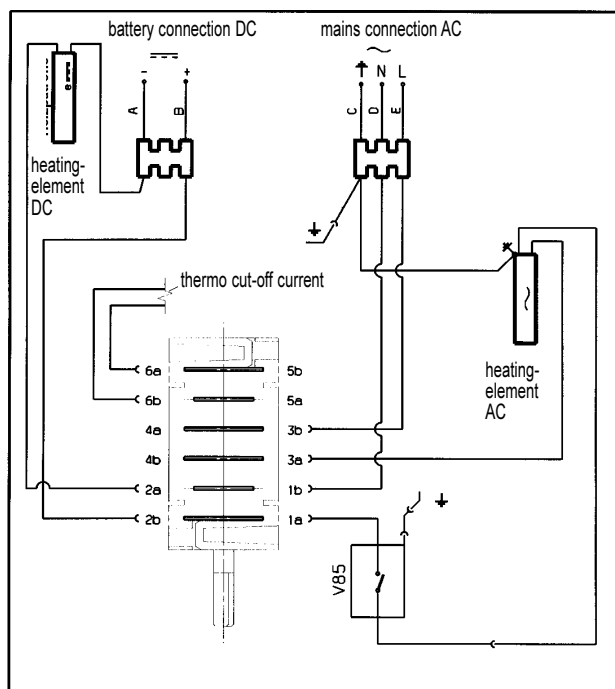 battery connection DC
mains connection AC
- +
N L
A B C D E
heating-
element
DC
thermo cut-off current
heating-
element
AC
6a 5b
6b 5a
4a 3b
4b 3a
2a 1b
2b 1a
V85